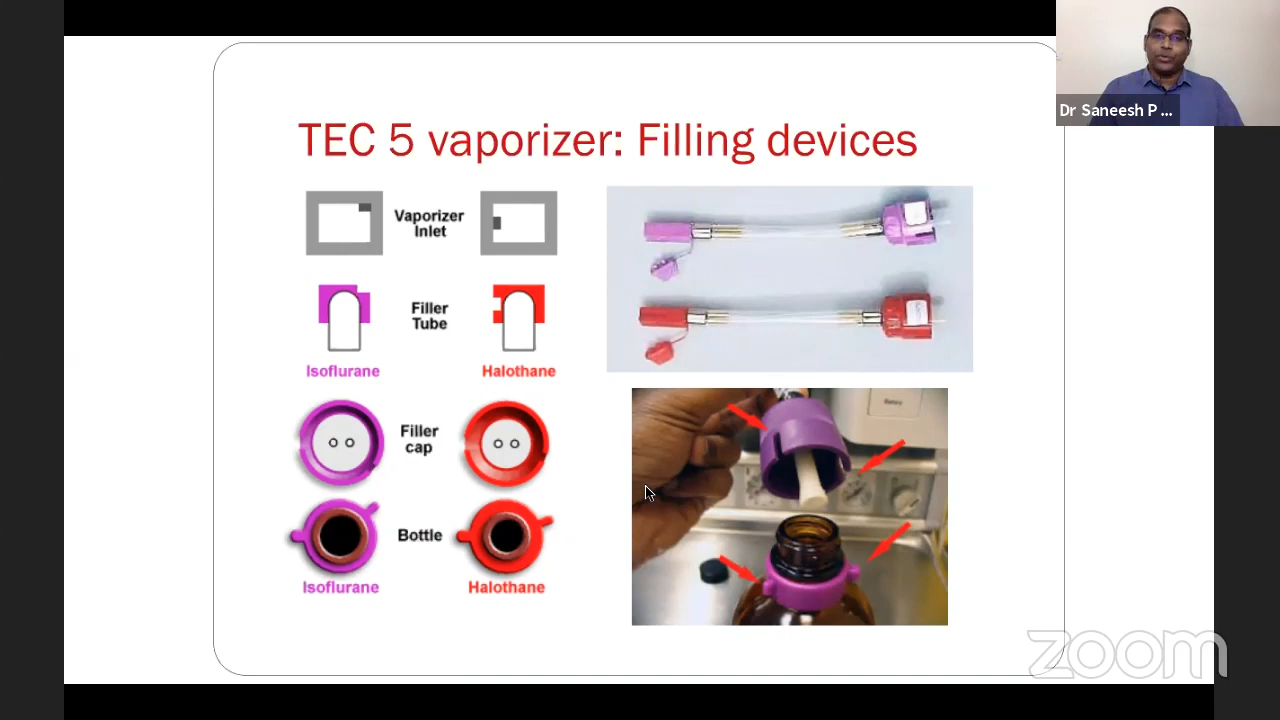 Dr Saneesh P ...
TEC 5 vaporizer: Filling devices
Vaporizer
Inlet
Filler
Tube
Isoflurane
Halothane
Filler
cap
Bottle
Isoflurane
Halothane
zoom